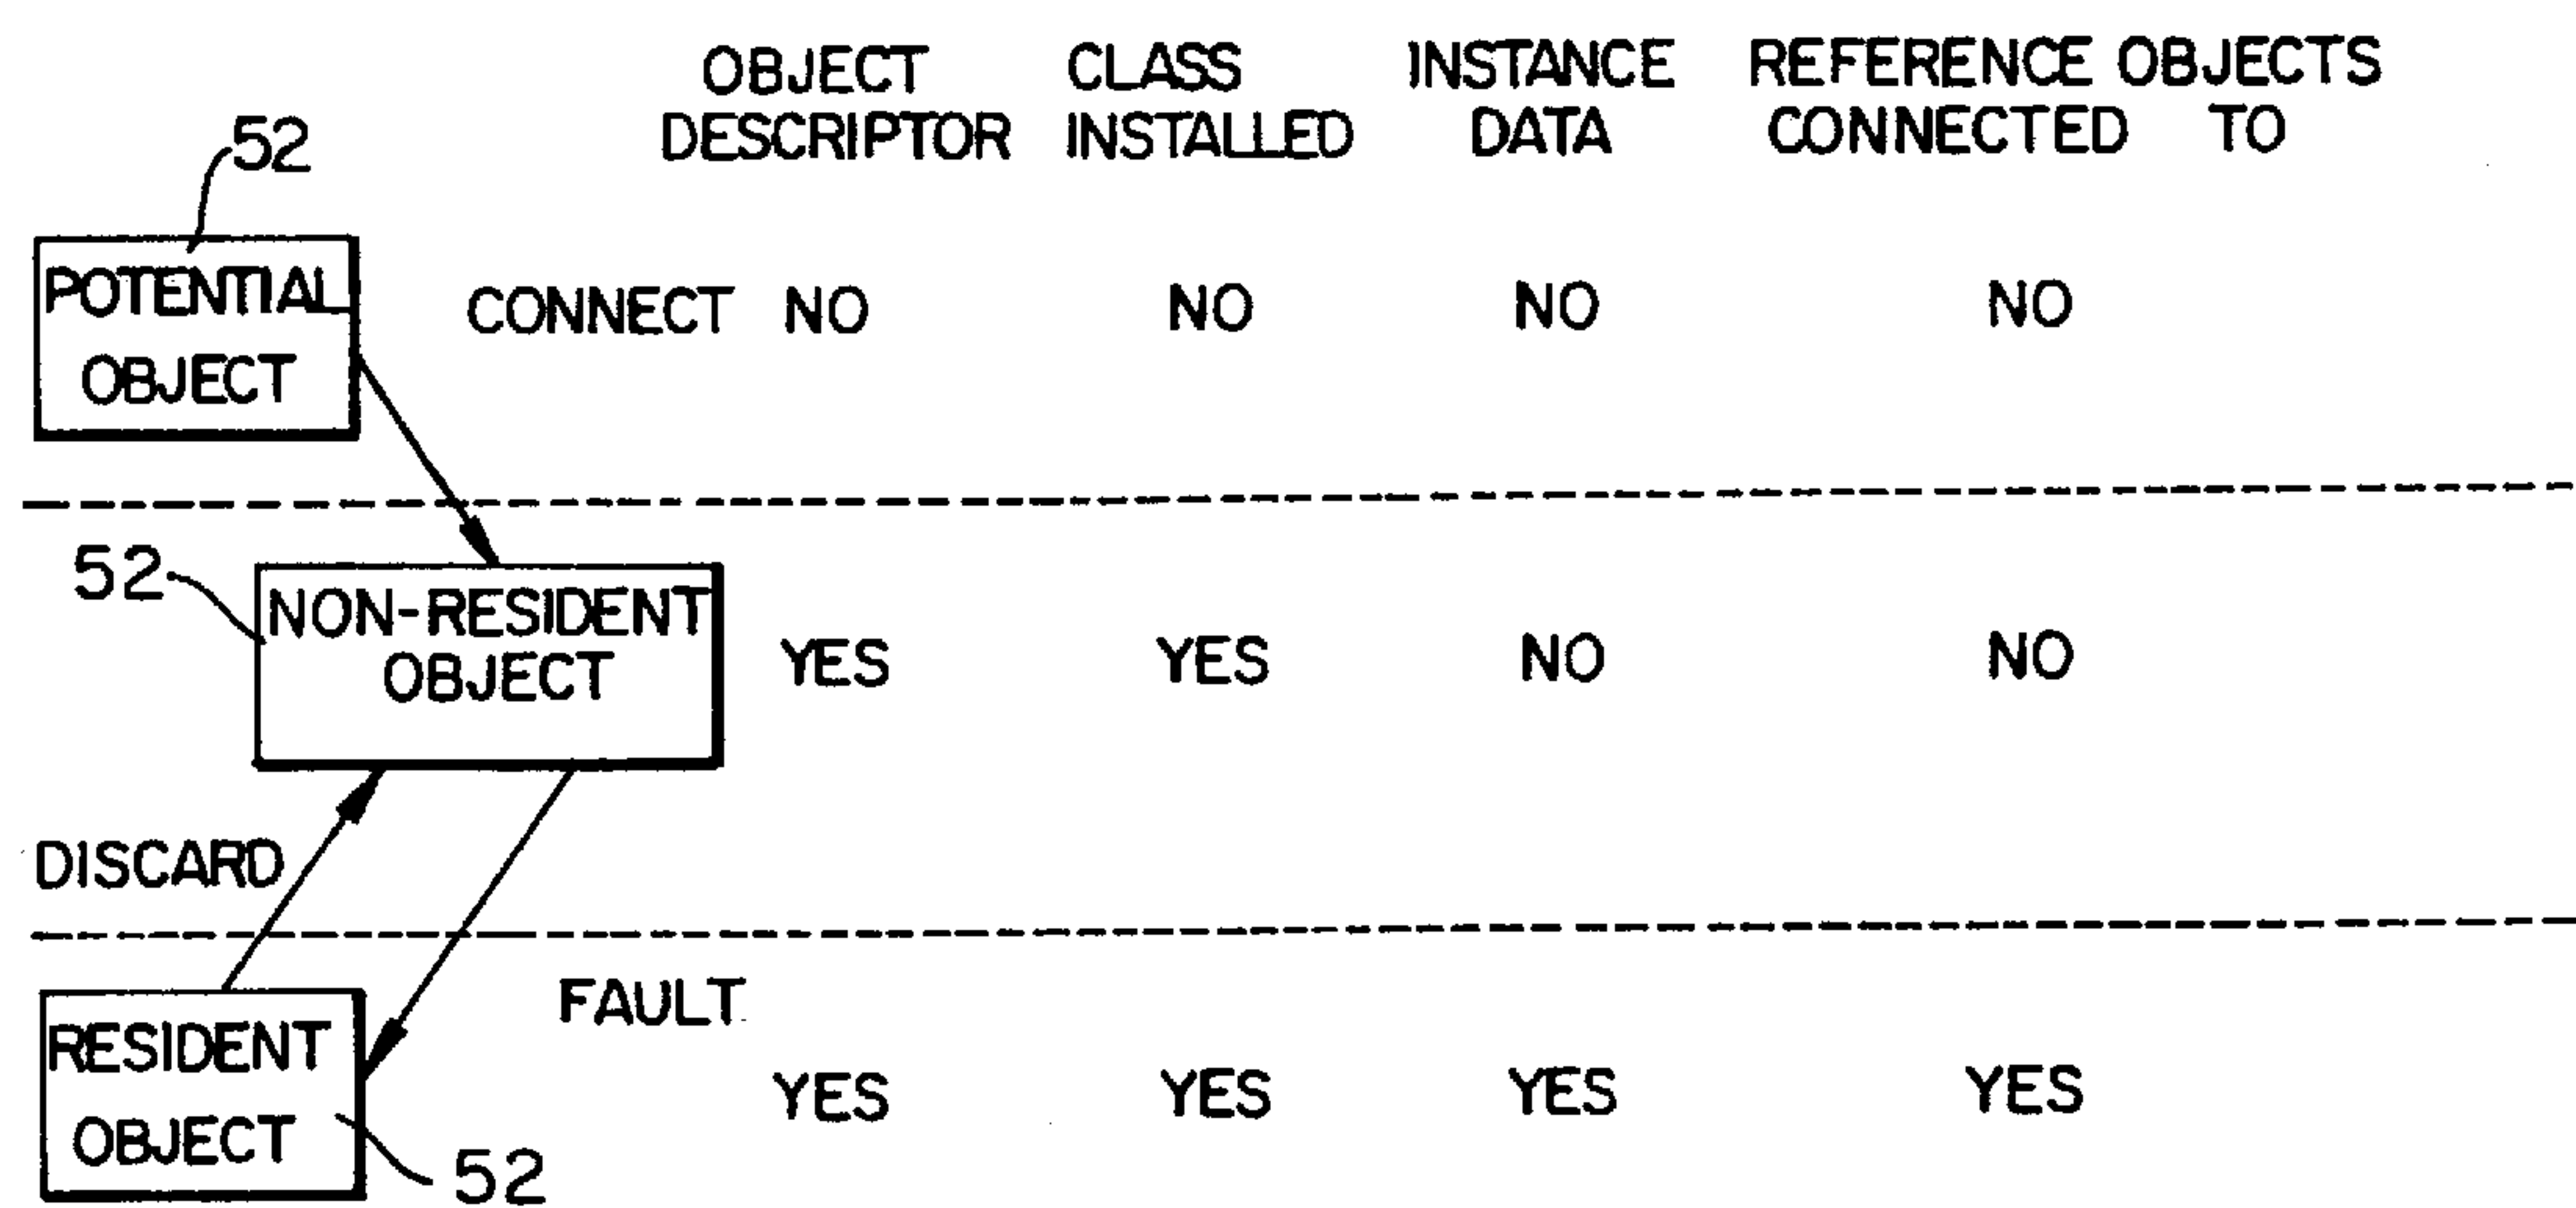 OBJECT CLASS INSTANCE REFERENCE OBJECTS
DESCRIPTOR INSTALLED DATA CONNECTED TO
52
POTENTIAL
OBJECT
CONNECT NO NO NO NO
52
NON-RESIDENT
OBJECT
YES YES NO NO
DISCARD
FAULT
RESIDENT
OBJECT
YES YES YES YES
52